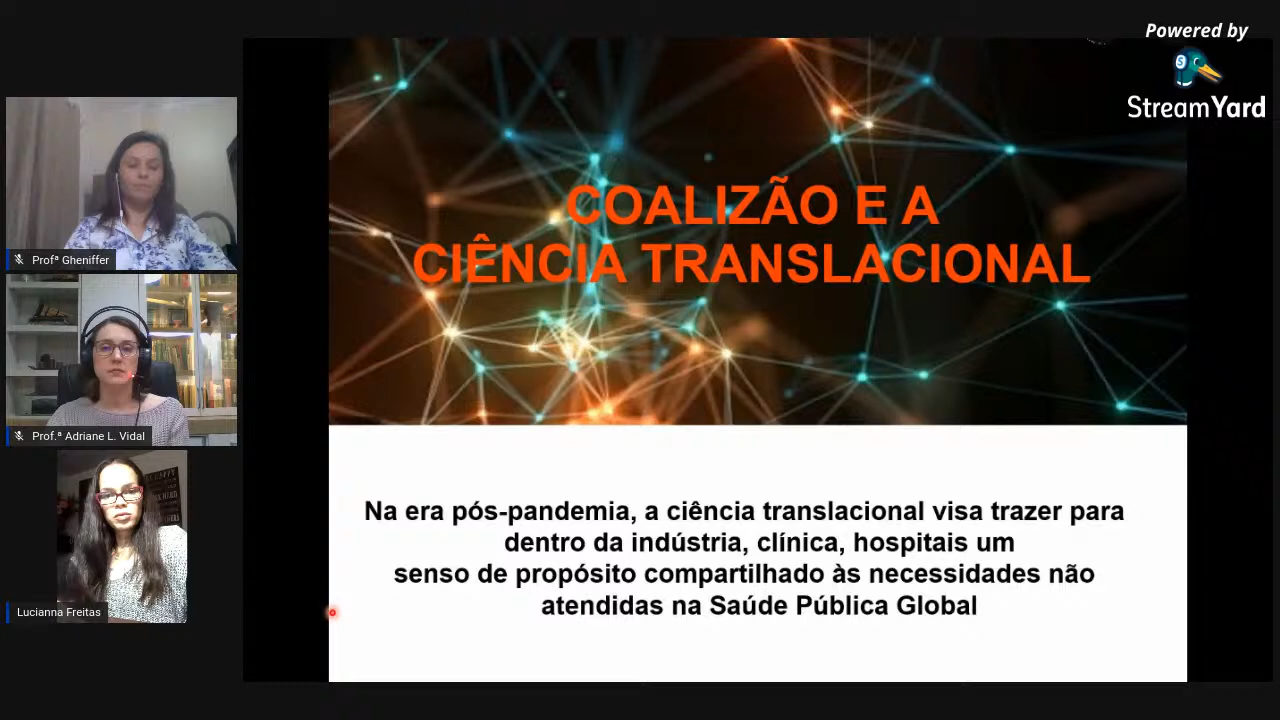 Powered by
StreamYard
Profª Gheniffer
Prof.ª Adriane L. Vidal
Lucianna Freitas
COALIZÃO E A
CIÊNCIA TRANSLACIONAL
Na era pós-pandemia, a ciência translacional visa trazer para
dentro da indústria, clínica, hospitais um
senso de propósito compartilhado às necessidades não
atendidas na Saúde Pública Global